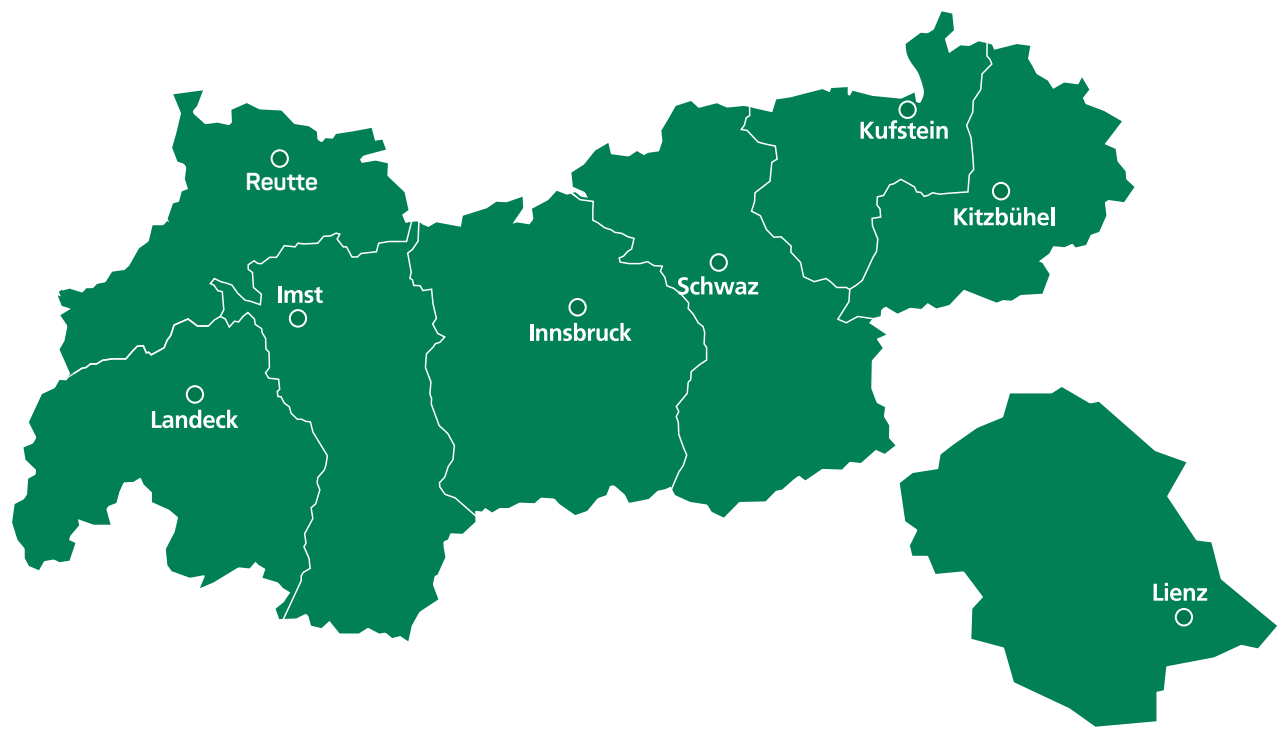 Kufstein
Reutte
Kitzbühel
Schwaz
Imst
Innsbruck
Landeck
Lienz